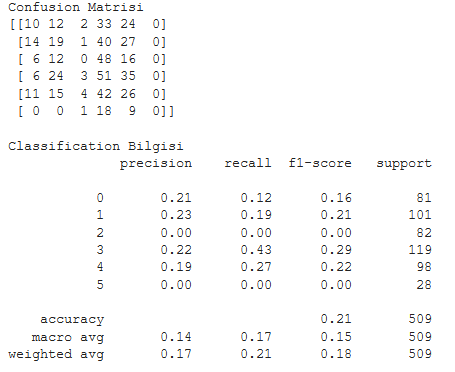 Confusion Matrisi
[[10 12  2 33 24  0]
 [14 19  1 40 27  0]
 [ 6 12  0 48 16  0]
 [ 6 24  3 51 35  0]
 [11 15  4 42 26  0]
 [ 0  0  1 18  9  0]]
Classification Bilgisi
precision    recall  f1-score   support
0       0.21      0.12      0.16        81
1       0.23      0.19      0.21       101
2       0.00      0.00      0.00        82
3       0.22      0.43      0.29       119
4       0.19      0.27      0.22        98
5       0.00      0.00      0.00        28
accuracy                           0.21       509
macro avg       0.14      0.17      0.15       509
weighted avg       0.17      0.21      0.18       509